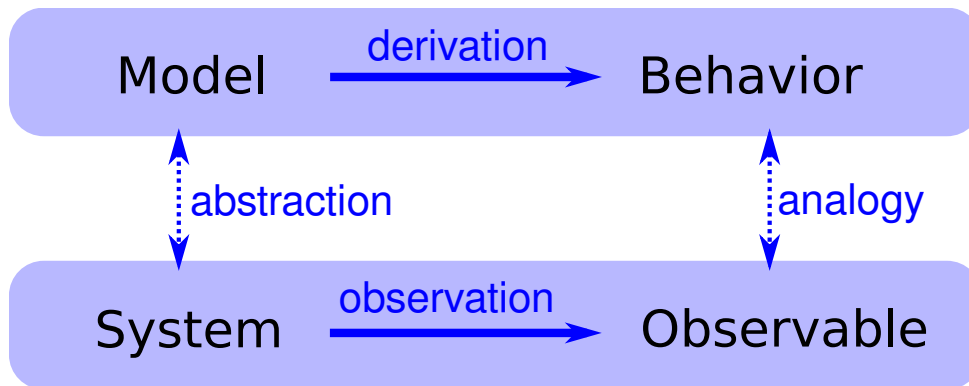 derivation
Model Behavior
abstraction analogy
observation
System Observable